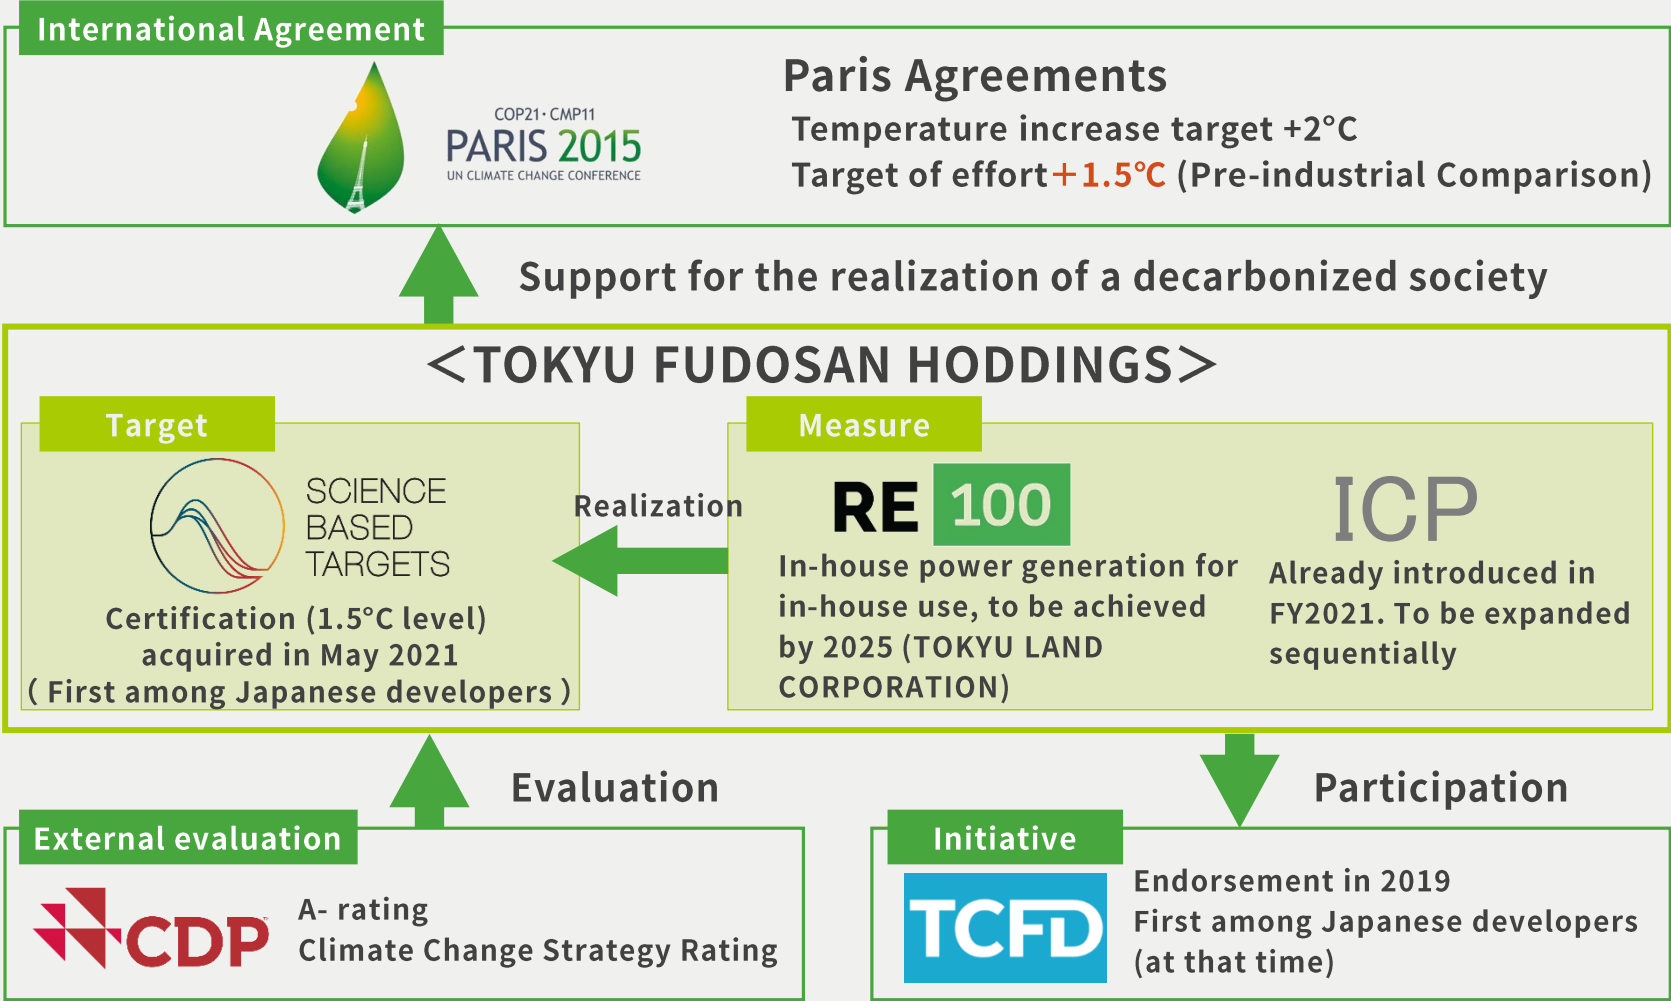 International Agreement
COP21・CMP11
PARIS 2015
UN CLIMATE CHANGE CONFERENCE
Paris Agreements
Temperature increase target +2°C
Target of effort＋1.5℃ (Pre-industrial Comparison)
Support for the realization of a decarbonized society
＜TOKYU FUDOSAN HODDINGS＞
Target
SCIENCE
BASED
TARGETS
Certification (1.5°C level)
acquired in May 2021
( First among Japanese developers )
Realization
Measure
RE 100
In-house power generation for
in-house use, to be achieved
by 2025 (TOKYU LAND
CORPORATION)
ICP
Already introduced in
FY2021. To be expanded
sequentially
Evaluation
Participation
External evaluation
CDP
A- rating
Climate Change Strategy Rating
Initiative
TCFD
Endorsement in 2019
First among Japanese developers
(at that time)